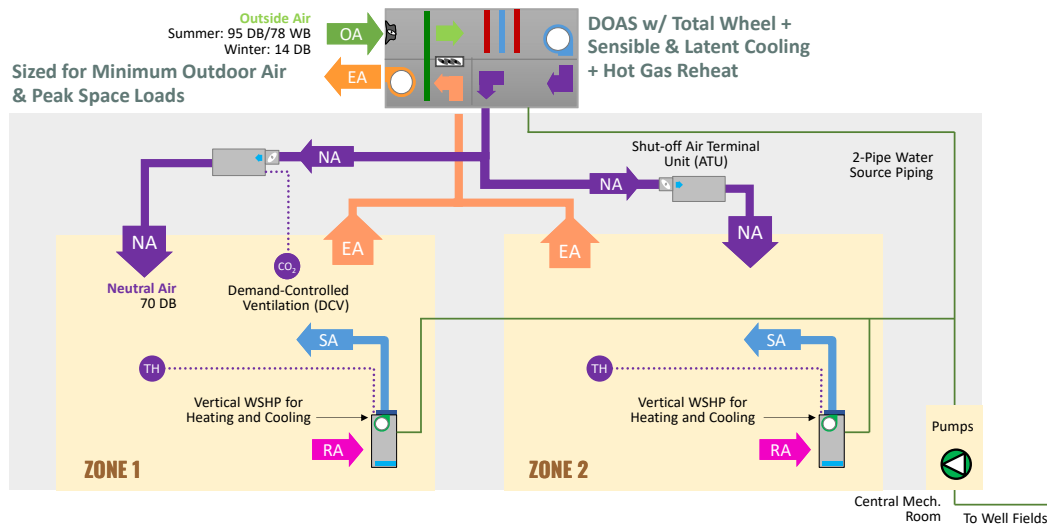 Outside Air
Summer: 95 DB/78 WB
Winter: 14 DB
OA
EA
DOAS w/ Total Wheel +
Sensible & Latent Cooling
+ Hot Gas Reheat
Sized for Minimum Outdoor Air
& Peak Space Loads
NA
Shut-off Air Terminal
Unit (ATU)
NA
2-Pipe Water
Source Piping
NA
EA
EA
NA
CO₂
Neutral Air
70 DB
Demand-Controlled
Ventilation (DCV)
SA
SA
TH
TH
Vertical WSHP for
Heating and Cooling
Vertical WSHP for
Heating and Cooling
RA
RA
ZONE 1
ZONE 2
Pumps
Central Mech.
Room
To Well Fields